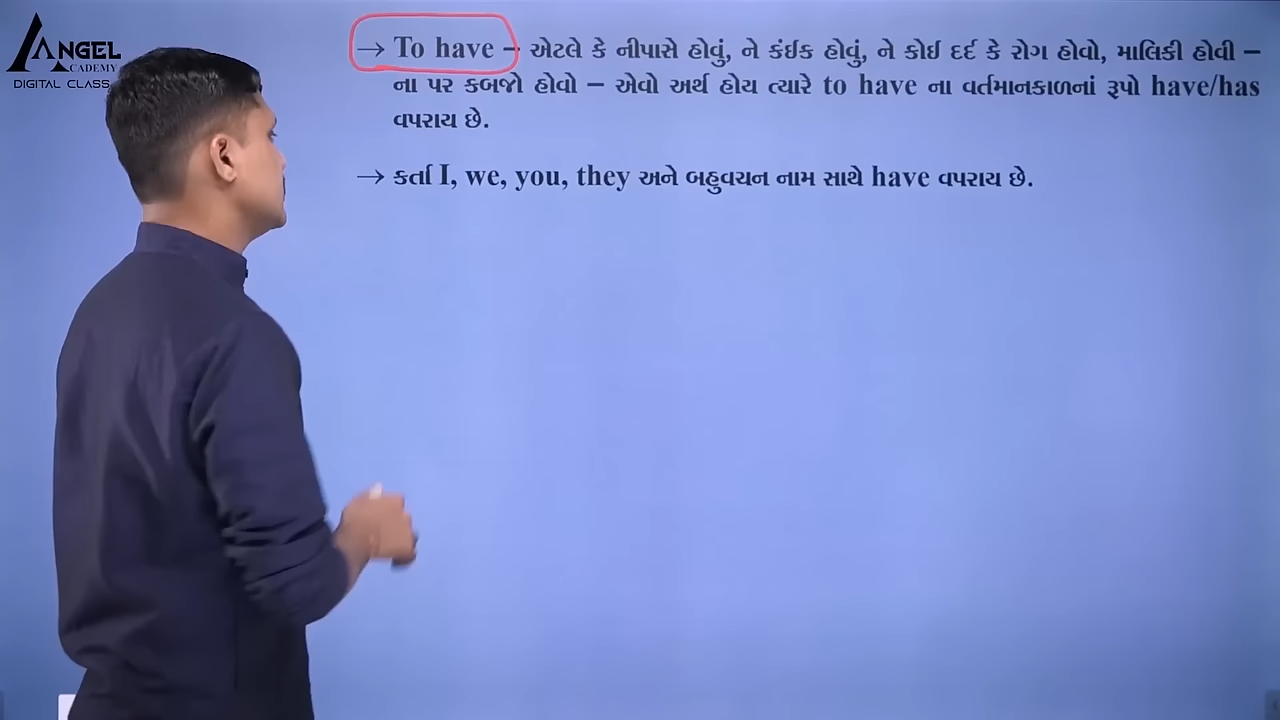 ANGEL
ACADEMY
DIGITAL CLASS
→ To have – એટલે કે નીપાસે હોવું, ને કંઈક હોવું, ને કોઈ દર્દ કે રોગ હોવો, માલિકી હોવી –
ના પર કબજો હોવો – એવો અર્થ હોય ત્યારે to have ના વર્તમાનકાળનાં રૂપો have/has
વપરાય છે.
→ કર્તા I, we, you, they અને બહુવચન નામ સાથે have વપરાય છે.